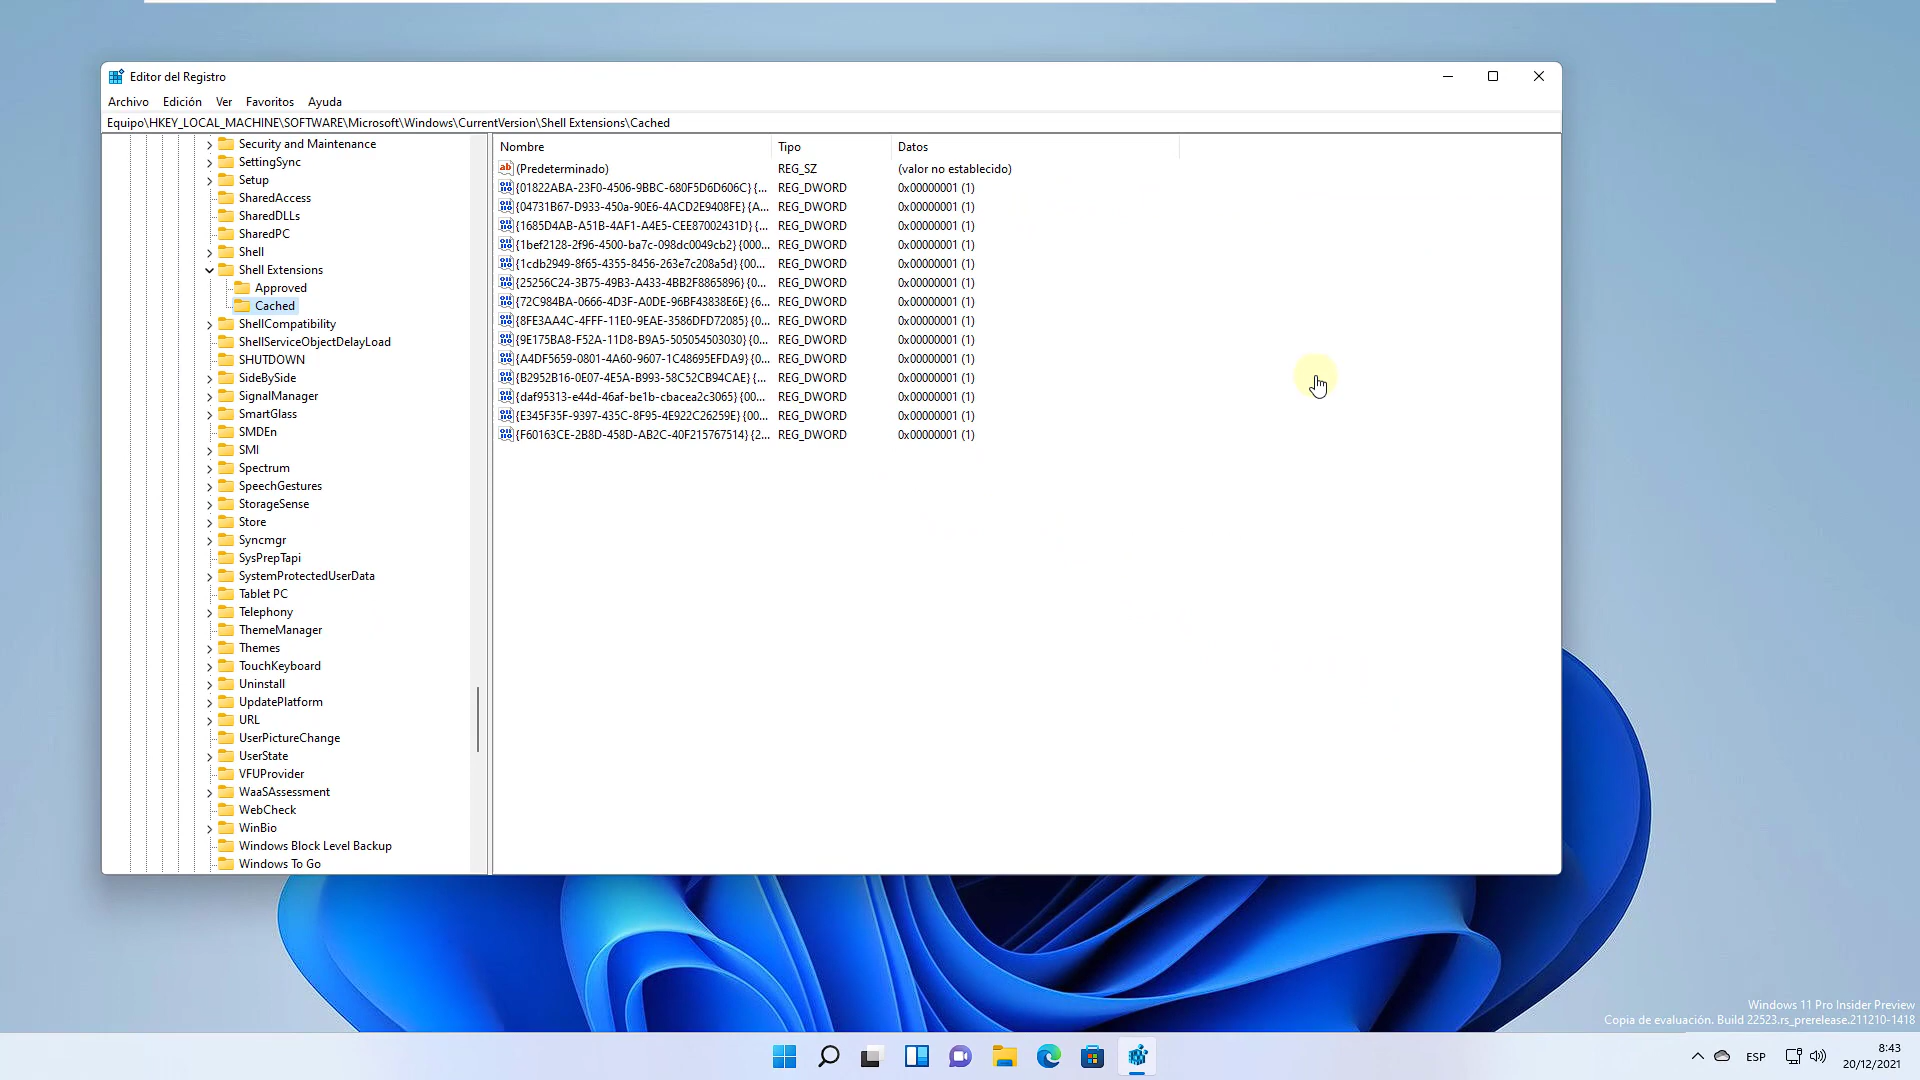 Editor del Registro
Archivo Edición Ver Favoritos Ayuda
Equipo\HKEY_LOCAL_MACHINE\SOFTWARE\Microsoft\Windows\CurrentVersion\Shell Extensions\Cached
Security and Maintenance
SettingSync
Setup
SharedAccess
SharedDLLs
SharedPC
Shell
Shell Extensions
Approved
Cached
ShellCompatibility
ShellServiceObjectDelayLoad
SHUTDOWN
SideBySide
SignalManager
SmartGlass
SMDEn
SMI
Spectrum
SpeechGestures
StorageSense
Store
Syncmgr
SysPrepTapi
SystemProtectedUserData
Tablet PC
Telephony
ThemeManager
Themes
TouchKeyboard
Uninstall
UpdatePlatform
URL
UserPictureChange
UserState
VFUProvider
WaaSAssessment
WebCheck
WinBio
Windows Block Level Backup
Windows To Go
Nombre Tipo Datos
(Predeterminado) REG_SZ (valor no establecido)
{01822ABA-23F0-4506-9BBC-680F5D6D606C} {... REG_DWORD 0x00000001 (1)
{04731B67-D933-450a-90E6-4ACD2E9408FE} {A... REG_DWORD 0x00000001 (1)
{1685D4AB-A51B-4AF1-A4E5-CEE87002431D} {... REG_DWORD 0x00000001 (1)
{1bef2128-2f96-4500-ba7c-098dc0049cb2} {000... REG_DWORD 0x00000001 (1)
{1cdb2949-8f65-4355-8456-263e7c208a5d} {00... REG_DWORD 0x00000001 (1)
{25256C24-3B75-49B3-A433-4BB2F8865896} {0... REG_DWORD 0x00000001 (1)
{72C984BA-0666-4D3F-A0DE-96BF43838E6E} {6... REG_DWORD 0x00000001 (1)
{8FE3AA4C-4FFF-11E0-9EAE-3586DFD72085} {0... REG_DWORD 0x00000001 (1)
{9E175BA8-F52A-11D8-B9A5-505054503030} {0... REG_DWORD 0x00000001 (1)
{A4DF5659-0801-4A60-9607-1C48695EFDA9} {0... REG_DWORD 0x00000001 (1)
{B2952B16-0E07-4E5A-B993-58C52CB94CAE} {... REG_DWORD 0x00000001 (1)
{daf95313-e44d-46af-be1b-cbacea2c3065} {00... REG_DWORD 0x00000001 (1)
{E345F35F-9397-435C-8F95-4E922C26259E} {00... REG_DWORD 0x00000001 (1)
{F60163CE-2B8D-458D-AB2C-40F215767514} {2... REG_DWORD 0x00000001 (1)
Windows 11 Pro Insider Preview
Copia de evaluación. Build 22523.rs_prerelease.211210-1418
ESP
8:43
20/12/2021